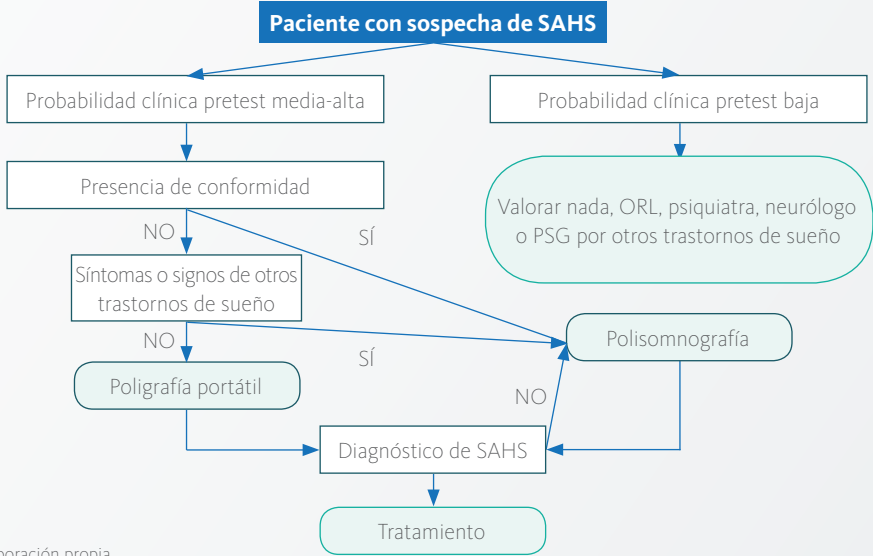 Paciente con sospecha de SAHS
Probabilidad clínica pretest media-alta
Probabilidad clínica pretest baja
Presencia de conformidad
Valorar nada, ORL, psiquiatra, neurólogo
o PSG por otros trastornos de sueño
NO
SÍ
Síntomas o signos de otros
trastornos de sueño
Polisomnografía
NO
SÍ
Poligrafía portátil
NO
Diagnóstico de SAHS
Tratamiento
propia